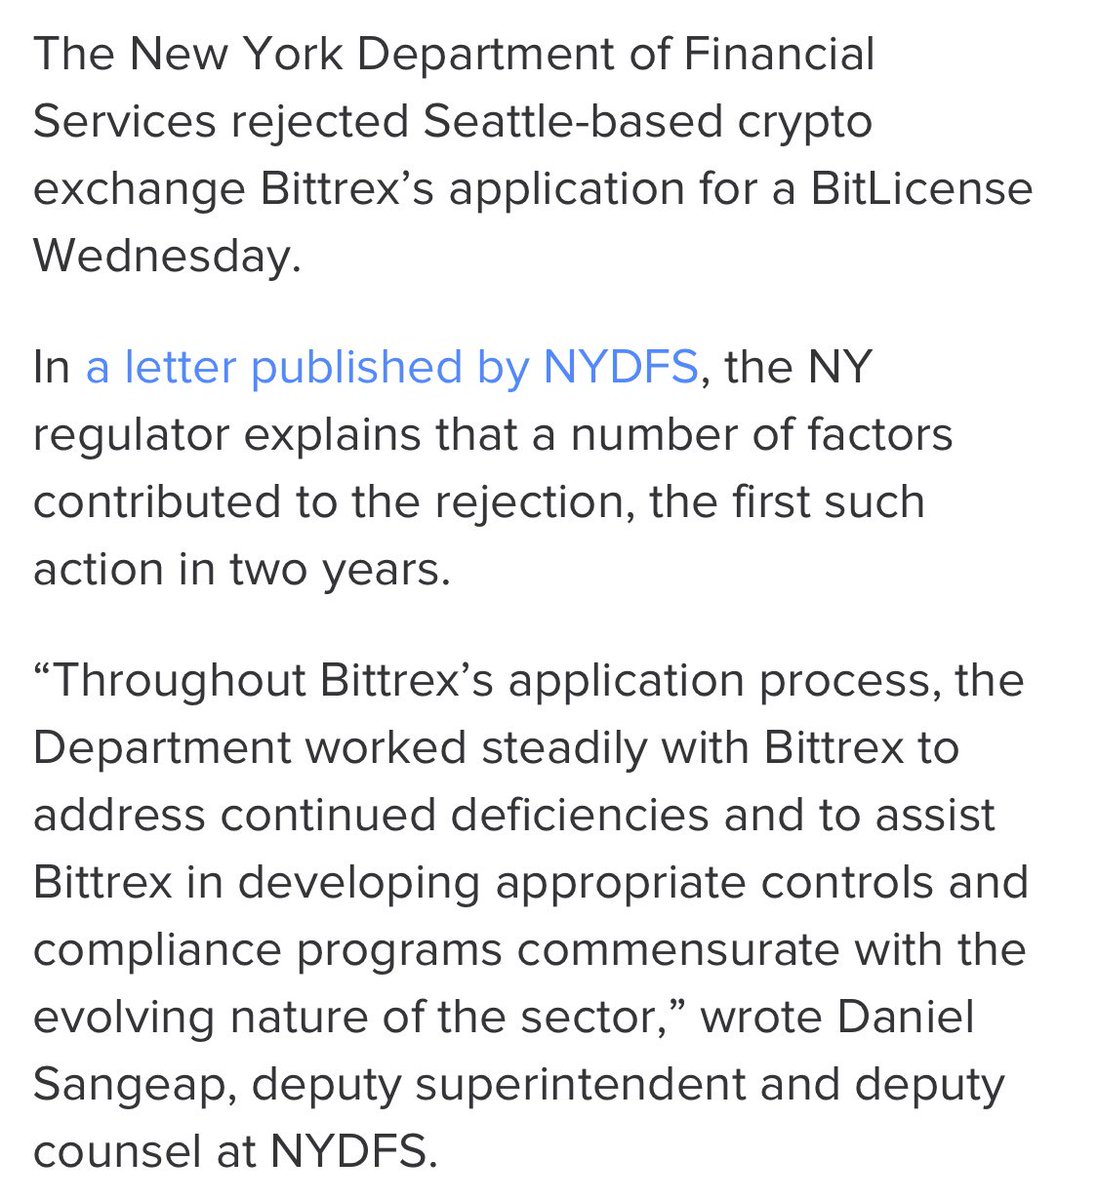 The New York Department of Financial
Services rejected Seattle-based crypto
exchange Bittrex’s application for a BitLicense
Wednesday.
In a letter published by NYDFS, the NY
regulator explains that a number of factors
contributed to the rejection, the first such
action in two years.
“Throughout Bittrex’s application process, the
Department worked steadily with Bittrex to
address continued deficiencies and to assist
Bittrex in developing appropriate controls and
compliance programs commensurate with the
evolving nature of the sector,” wrote Daniel
Sangeap, deputy superintendent and deputy
counsel at NYDFS.